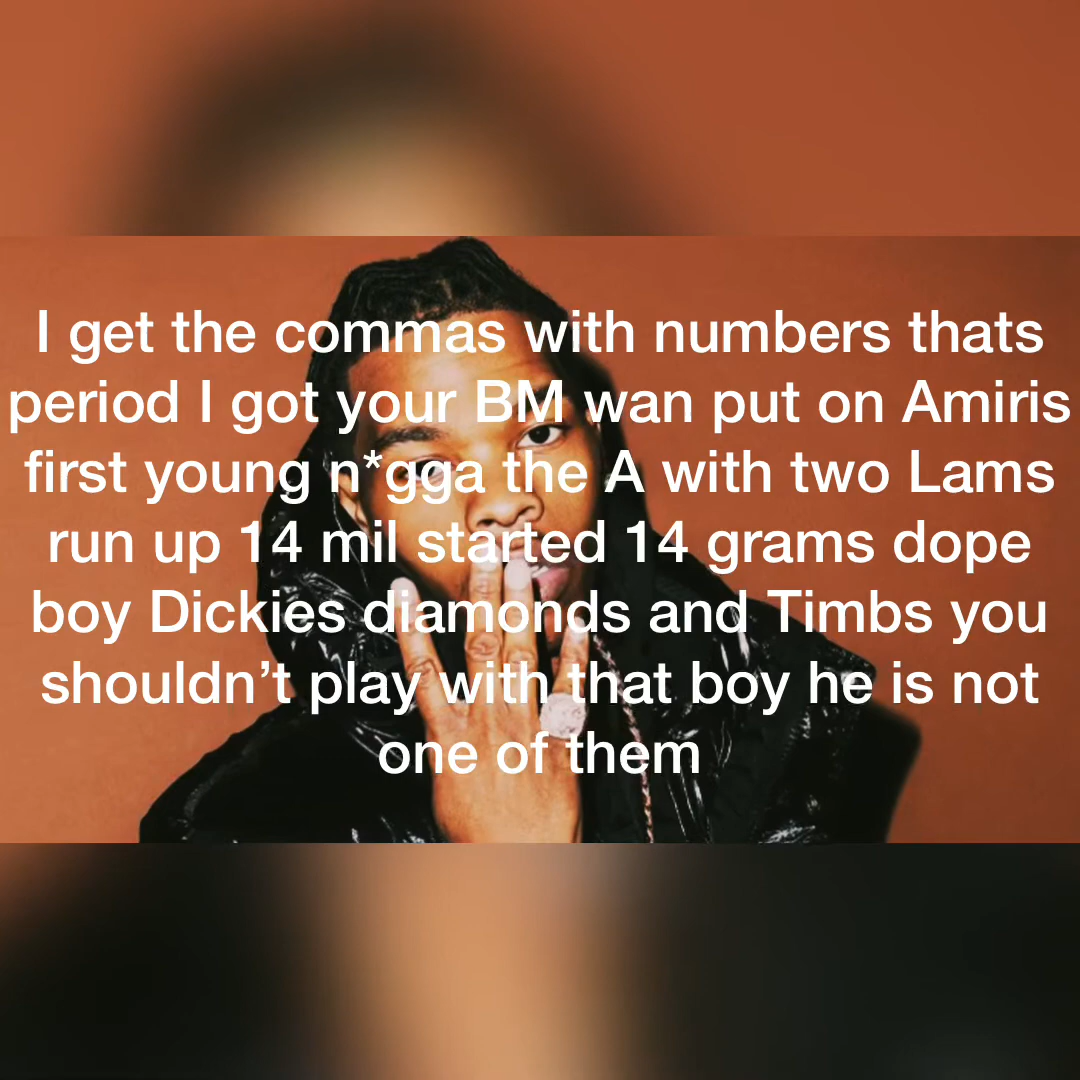 I get the commas with numbers thats
period I got your BM wan put on Amiris
first young n*gga the A with two Lams
run up 14 mil started 14 grams dope
boy Dickies diamonds and Timbs you
shouldn’t play with that boy he is not
one of them